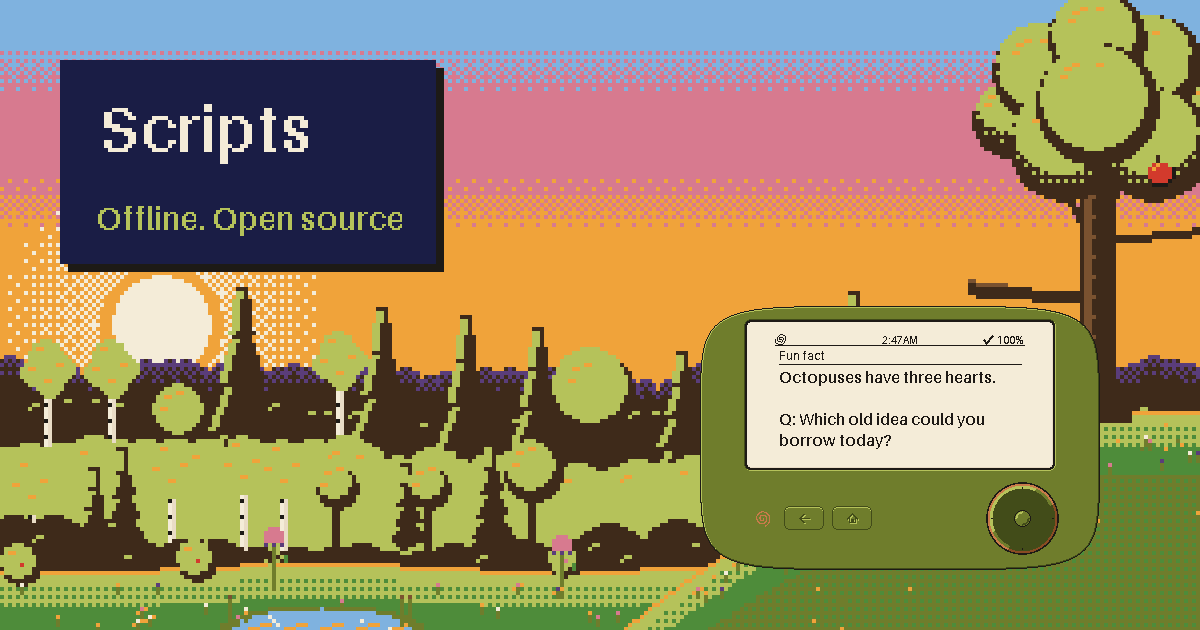 Scripts
Offline. Open source
2:47AM 100%
Fun fact
Octopuses have three hearts.
Q: Which old idea could you
borrow today?